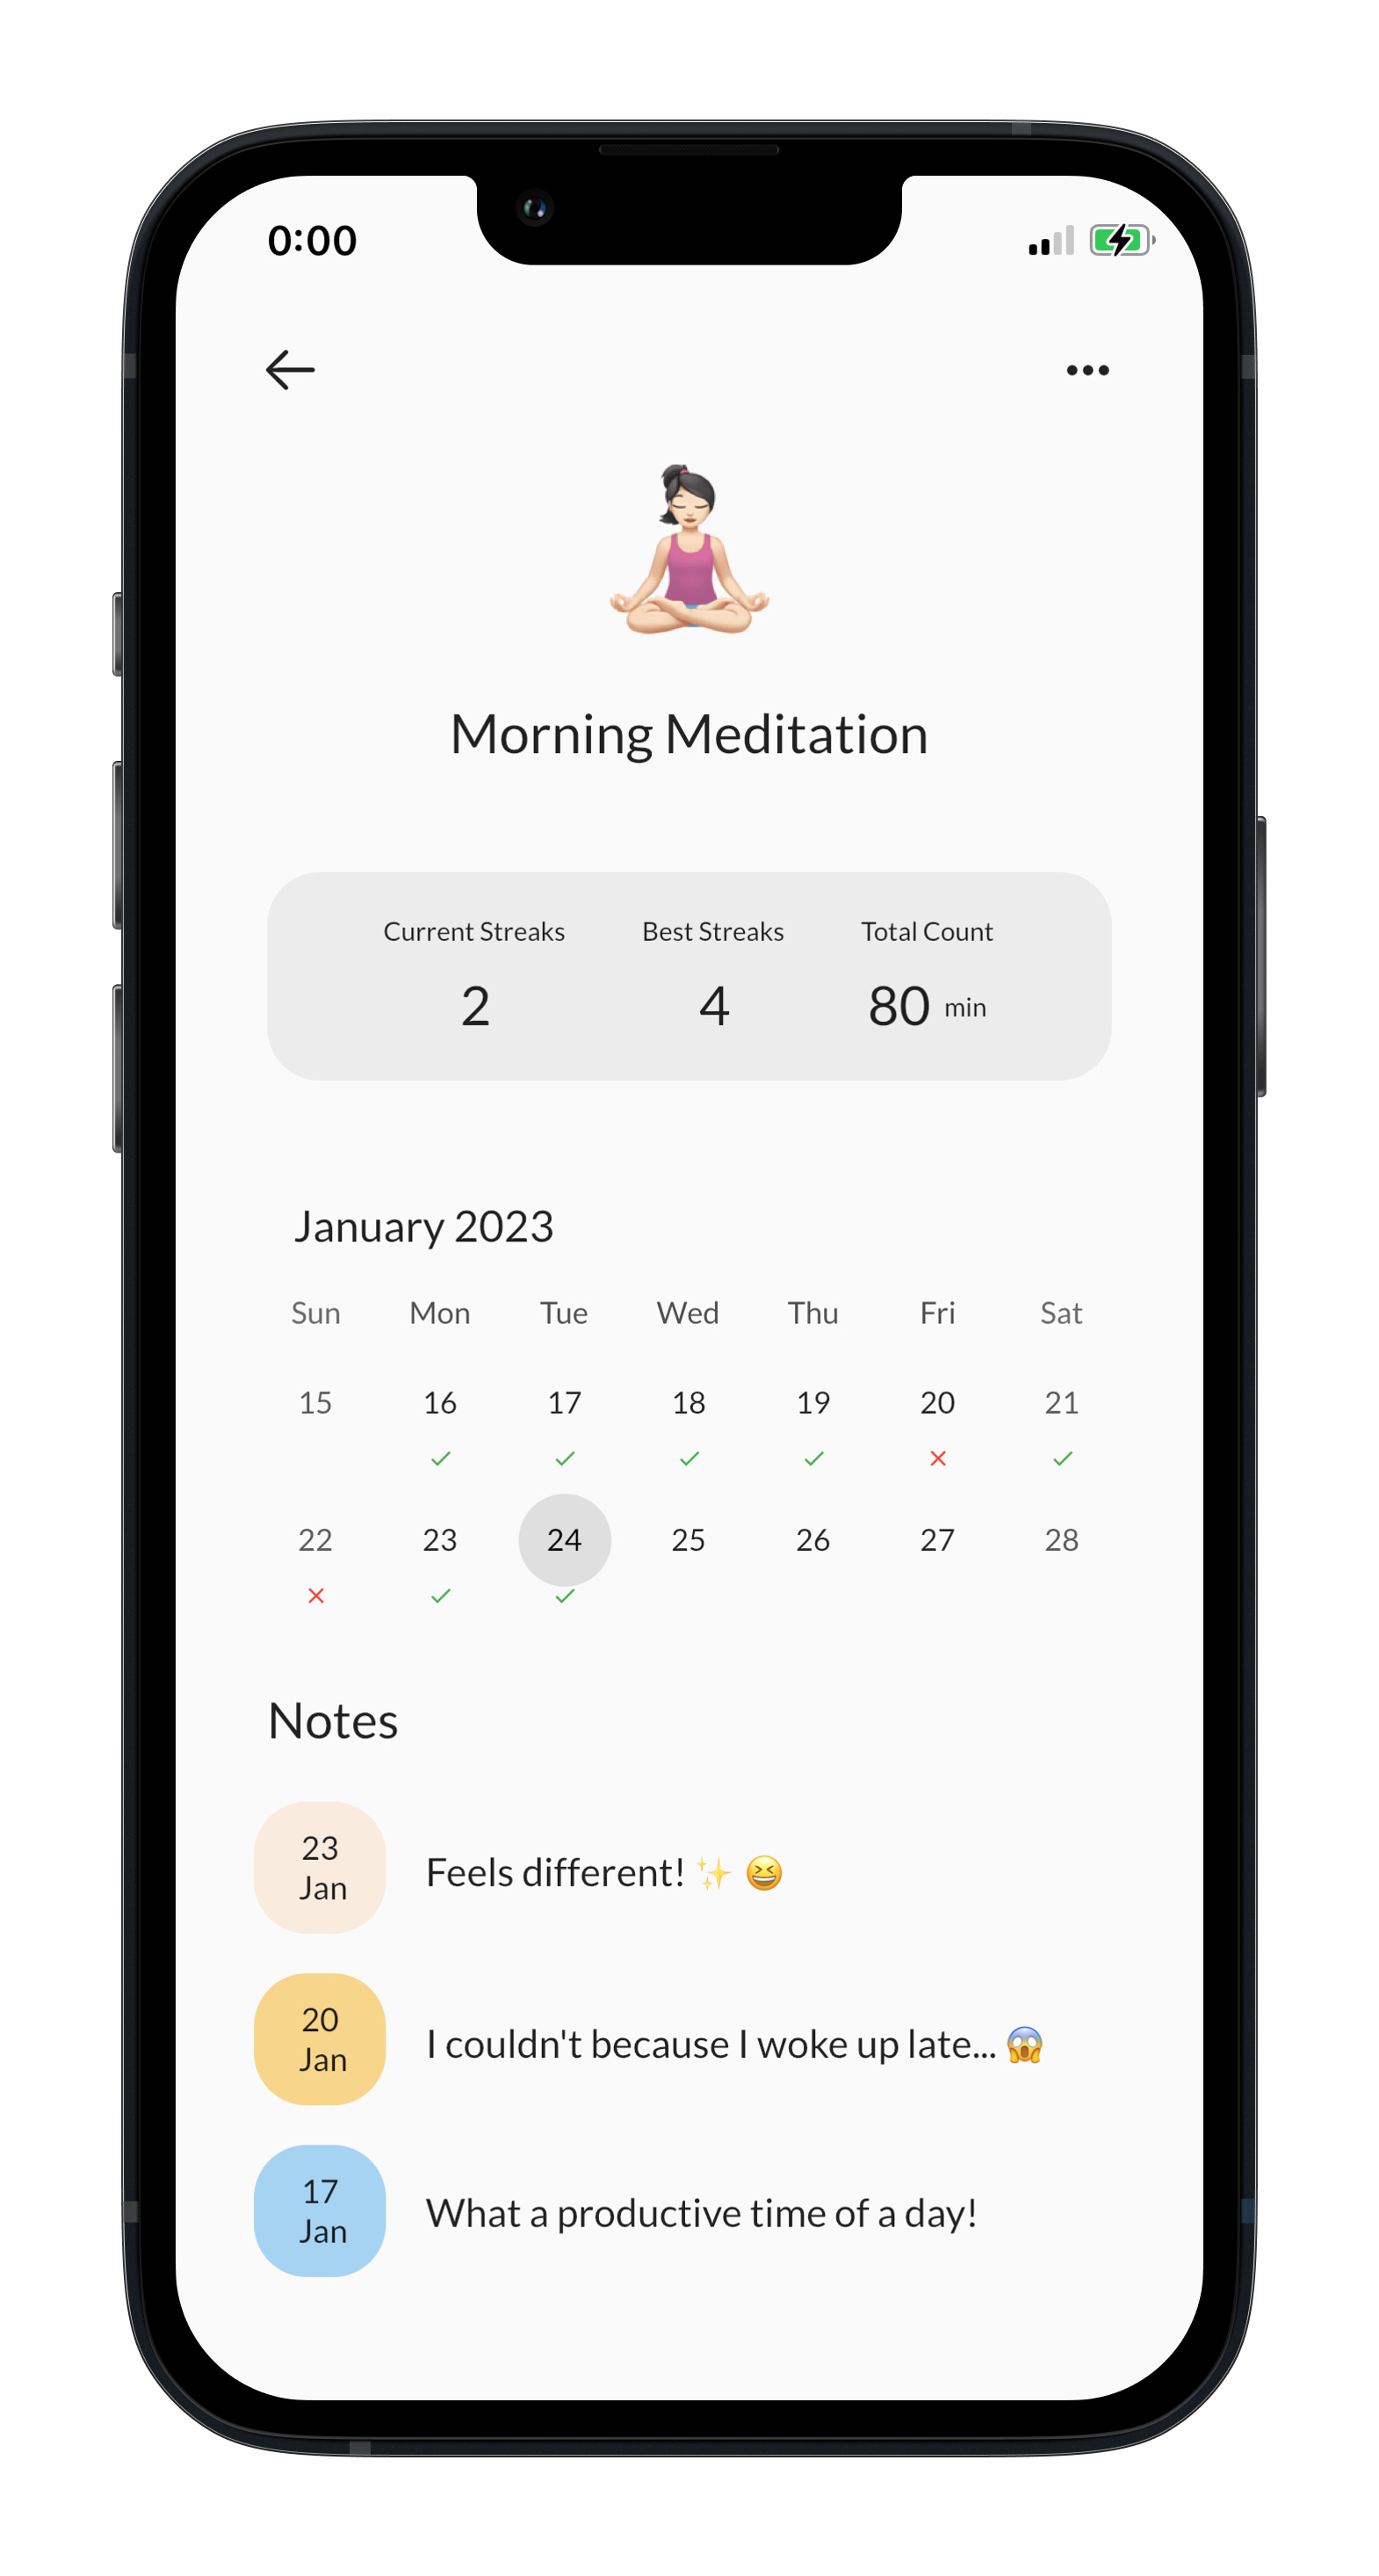 0:00
Morning Meditation
Current Streaks Best Streaks Total Count
2 4 80 min
January 2023
Sun Mon Tue Wed Thu Fri Sat
15 16 17 18 19 20 21
22 23 24 25 26 27 28
Notes
23
Jan
Feels different! ✨ 😆
20
Jan
I couldn't because I woke up late... 😱
17
Jan
What a productive time of a day!